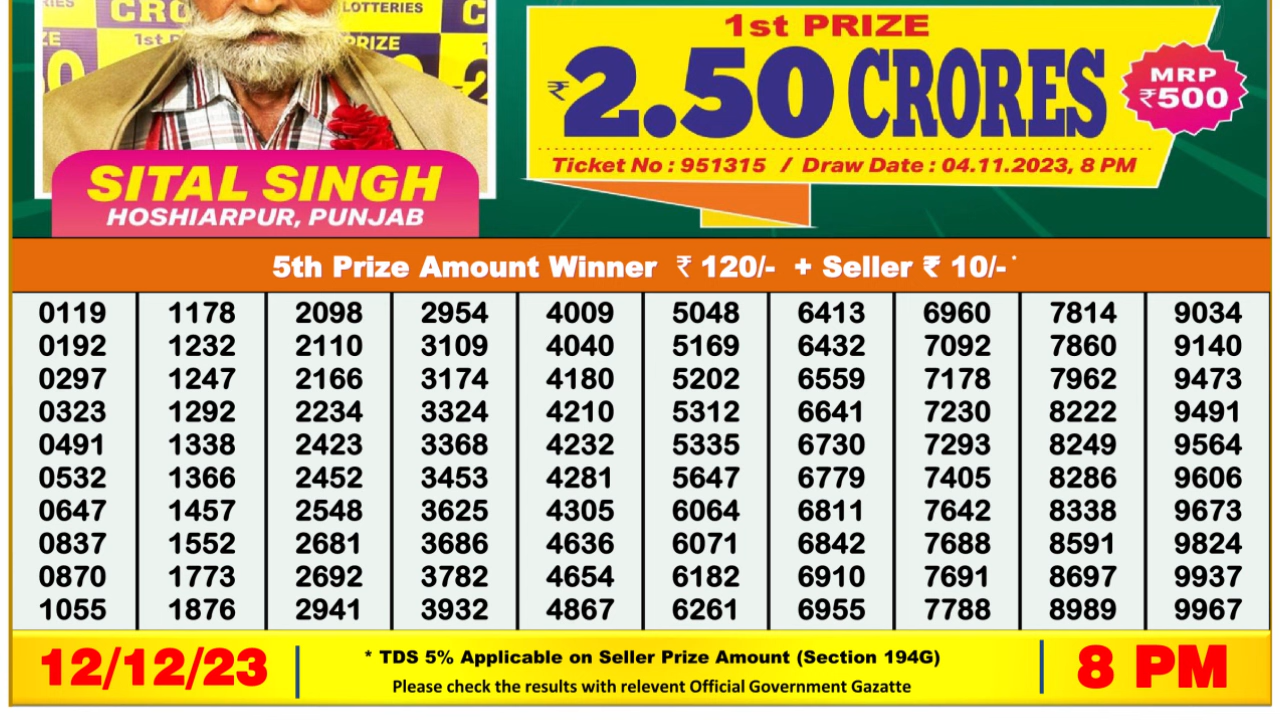 RIES
CRO
LOTTERIES
C
ZE
1st P
RIZE
1st PRIZE
₹2.50 CRORES
MRP
₹500
Ticket No : 951315 / Draw Date : 04.11.2023, 8 PM
SITAL SINGH
HOSHIARPUR, PUNJAB
5th Prize Amount Winner ₹ 120/- + Seller ₹ 10/-*
0119 1178 2098 2954 4009 5048 6413 6960 7814 9034
0192 1232 2110 3109 4040 5169 6432 7092 7860 9140
0297 1247 2166 3174 4180 5202 6559 7178 7962 9473
0323 1292 2234 3324 4210 5312 6641 7230 8222 9491
0491 1338 2423 3368 4232 5335 6730 7293 8249 9564
0532 1366 2452 3453 4281 5647 6779 7405 8286 9606
0647 1457 2548 3625 4305 6064 6811 7642 8338 9673
0837 1552 2681 3686 4636 6071 6842 7688 8591 9824
0870 1773 2692 3782 4654 6182 6910 7691 8697 9937
1055 1876 2941 3932 4867 6261 6955 7788 8989 9967
12/12/23
* TDS 5% Applicable on Seller Prize Amount (Section 194G)
Please check the results with relevent Official Government Gazatte
8 PM